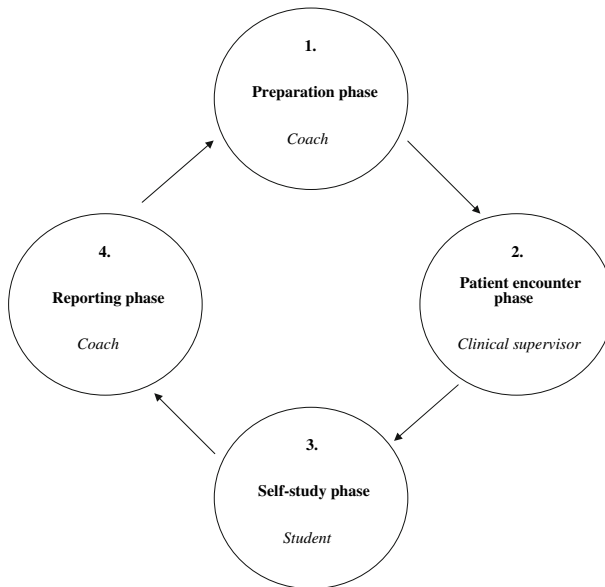 1.
Preparation phase
Coach
2.
Patient encounter
phase
Clinical supervisor
3.
Self-study phase
Student
4.
Reporting phase
Coach